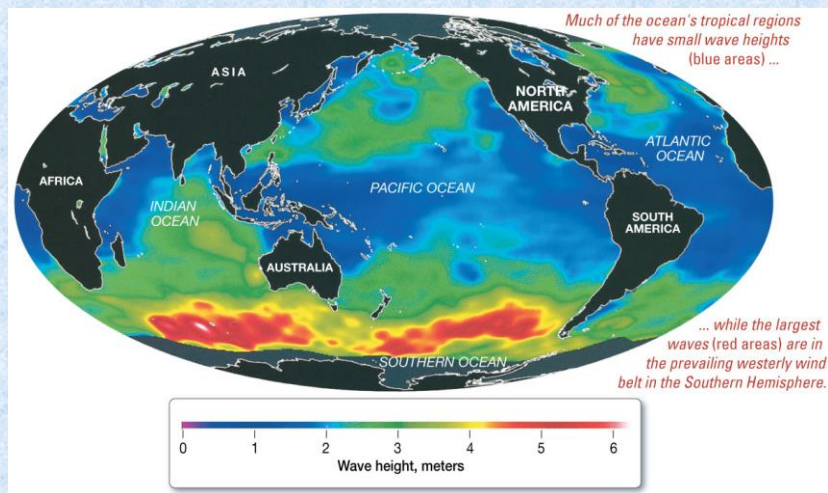 Much of the ocean's tropical regions
have small wave heights
(blue areas) ...
ASIA
NORTH
AMERICA
ATLANTIC
OCEAN
AFRICA
PACIFIC OCEAN
INDIAN
OCEAN
SOUTH
AMERICA
AUSTRALIA
... while the largest
waves (red areas) are in
the prevailing westerly wind
belt in the Southern Hemisphere.
SOUTHERN OCEAN
0 1 2 3 4 5 6
Wave height, meters